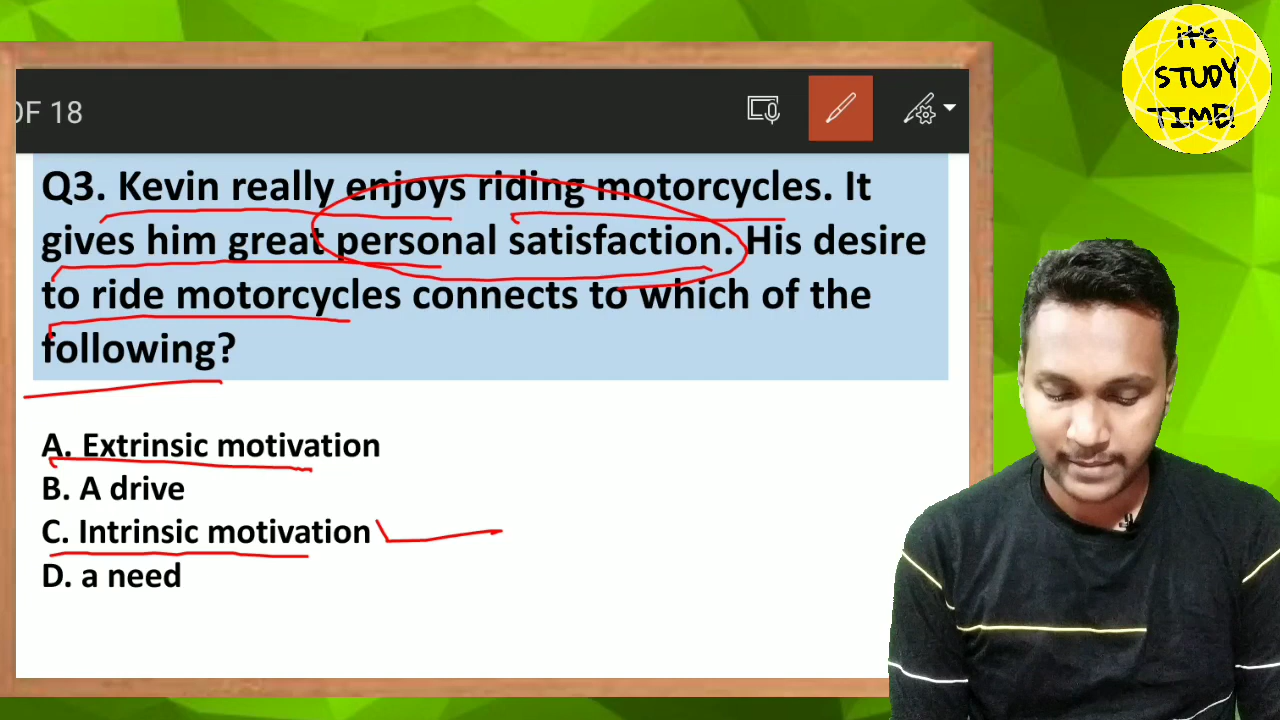 OF 18
it's
STUDY
TIME!
Q3. Kevin really enjoys riding motorcycles. It
gives him great personal satisfaction. His desire
to ride motorcycles connects to which of the
following?
A. Extrinsic motivation
B. A drive
C. Intrinsic motivation
D. a need